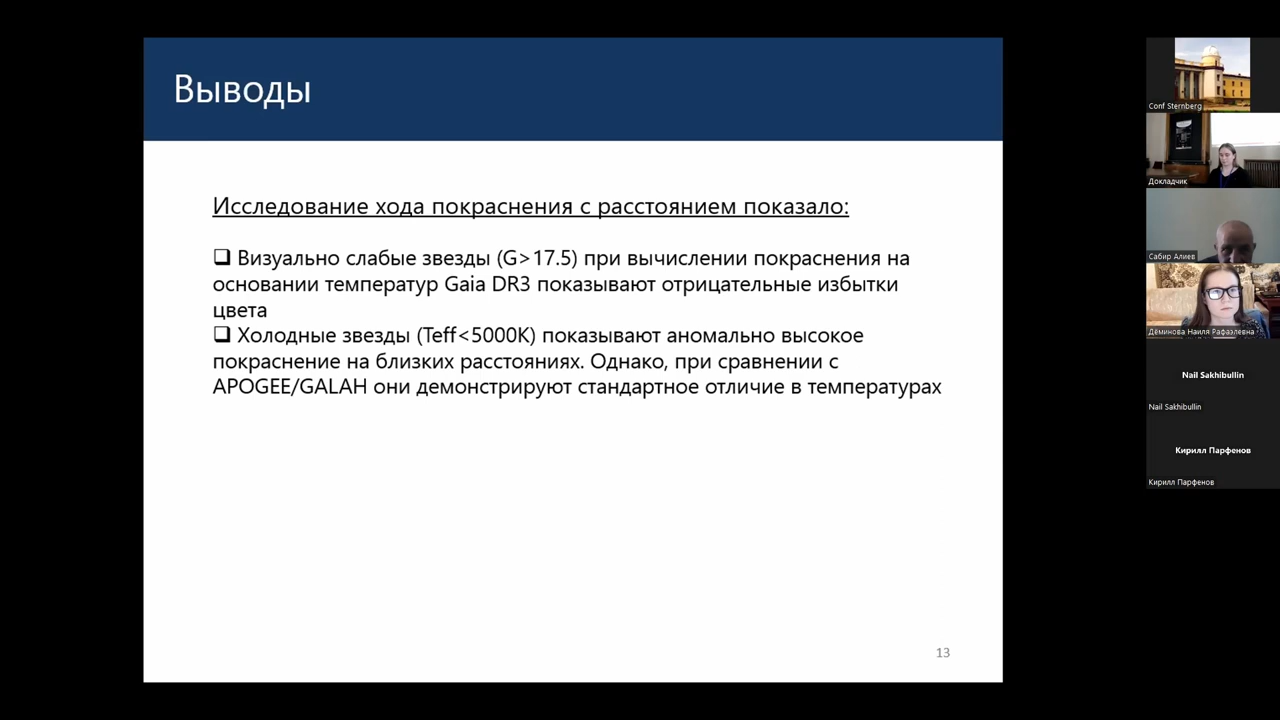 Выводы
Исследование хода покраснения с расстоянием показало:
❑ Визуально слабые звезды (G>17.5) при вычислении покраснения на
основании температур Gaia DR3 показывают отрицательные избытки
цвета
❑ Холодные звезды (Teff<5000K) показывают аномально высокое
покраснение на близких расстояниях. Однако, при сравнении с
APOGEE/GALAH они демонстрируют стандартное отличие в температурах
13
Conf Sternberg
Докладчик
Сабир Алиев
Дёминова Наиля Рафаэлевна
Nail Sakhibullin
Nail Sakhibullin
Кирилл Парфенов
Кирилл Парфенов